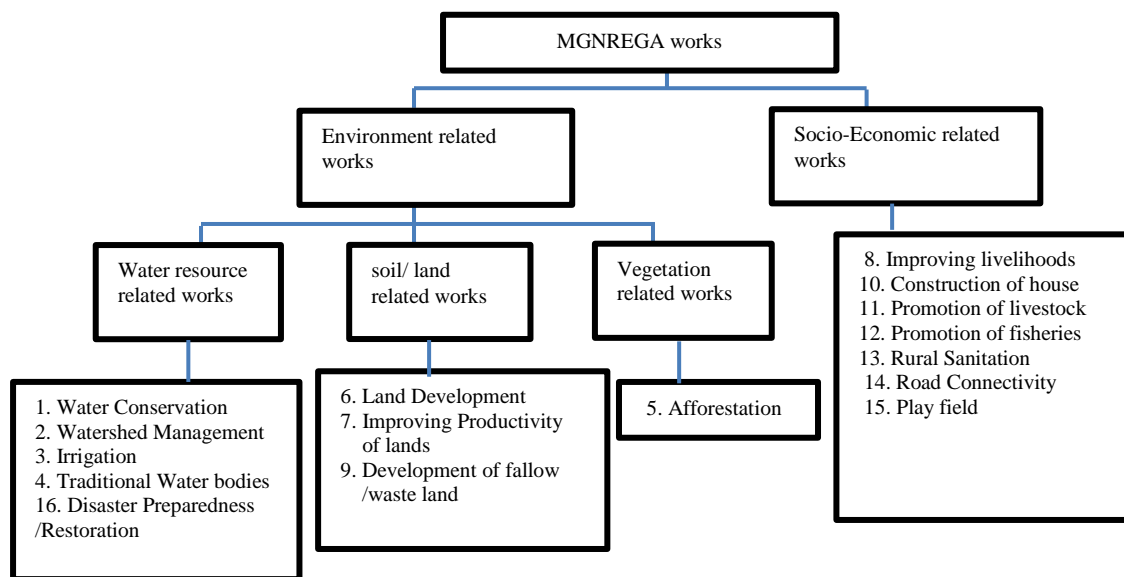 MGNREGA works
Environment related
works
Socio-Economic related
works
Water resource
related works
soil/ land
related works
Vegetation
related works
1. Water Conservation
2. Watershed Management
3. Irrigation
4. Traditional Water bodies
16. Disaster Preparedness
/Restoration
6. Land Development
7. Improving Productivity
of lands
9. Development of fallow
/waste land
5. Afforestation
8. Improving livelihoods
10. Construction of house
11. Promotion of livestock
12. Promotion of fisheries
13. Rural Sanitation
14. Road Connectivity
15. Play field